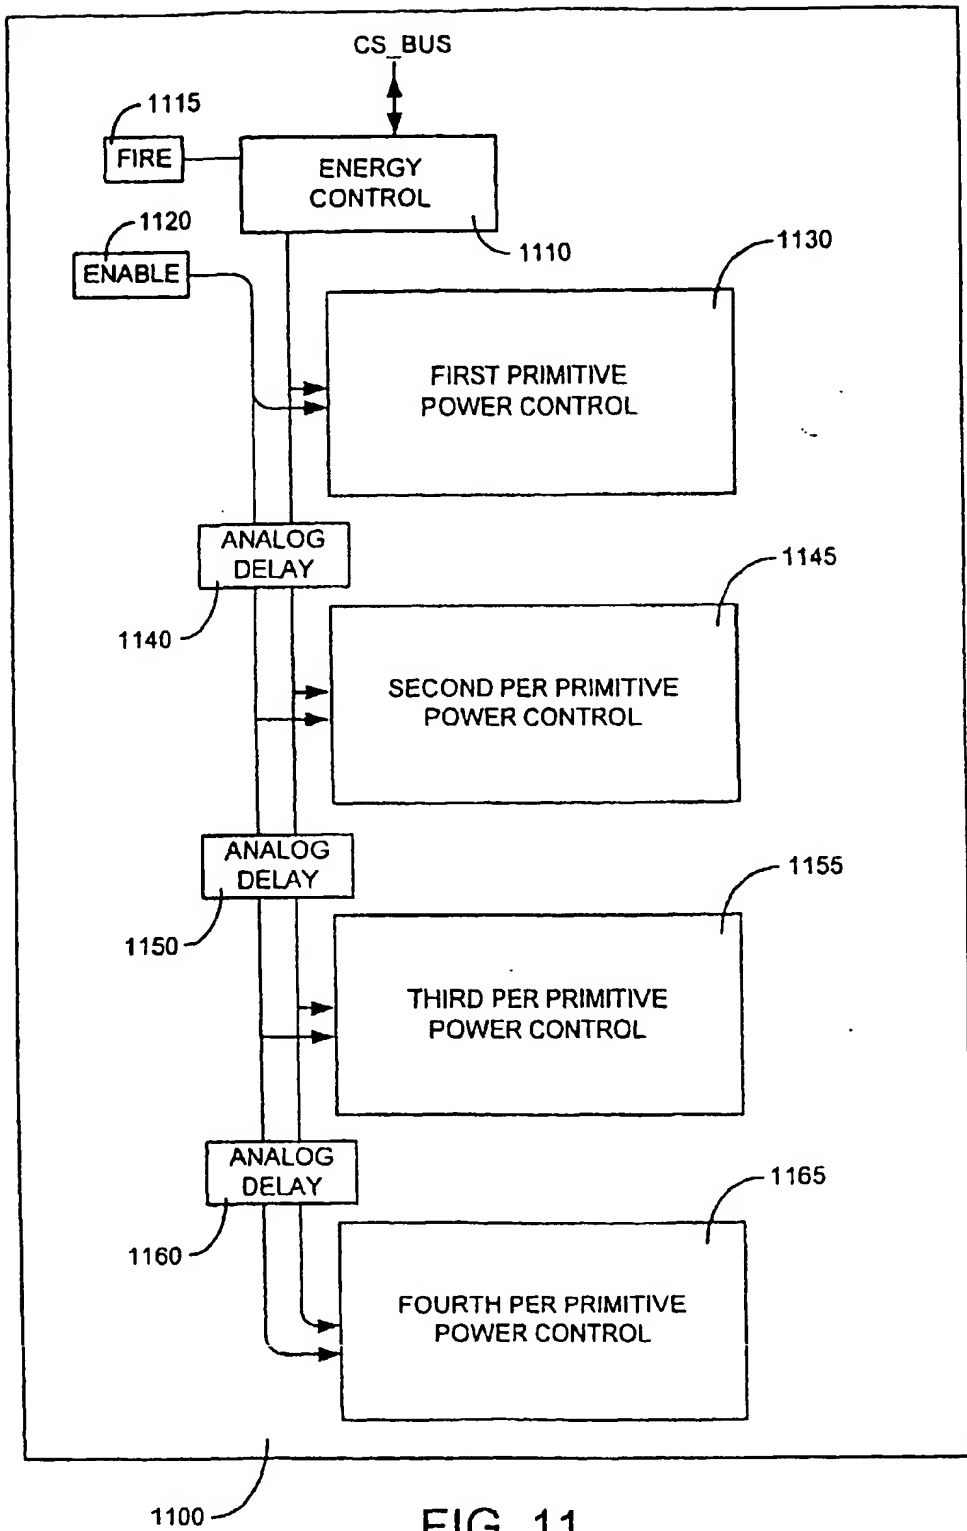 CS_BUS
1115
FIRE
ENERGY
CONTROL
1120
1110
ENABLE
1130
FIRST PRIMITIVE
POWER CONTROL
ANALOG
DELAY
1140
1145
SECOND PER PRIMITIVE
POWER CONTROL
ANALOG
DELAY
1150
1155
THIRD PER PRIMITIVE
POWER CONTROL
ANALOG
DELAY
1160
1165
FOURTH PER PRIMITIVE
POWER CONTROL
1100
FIG. 11